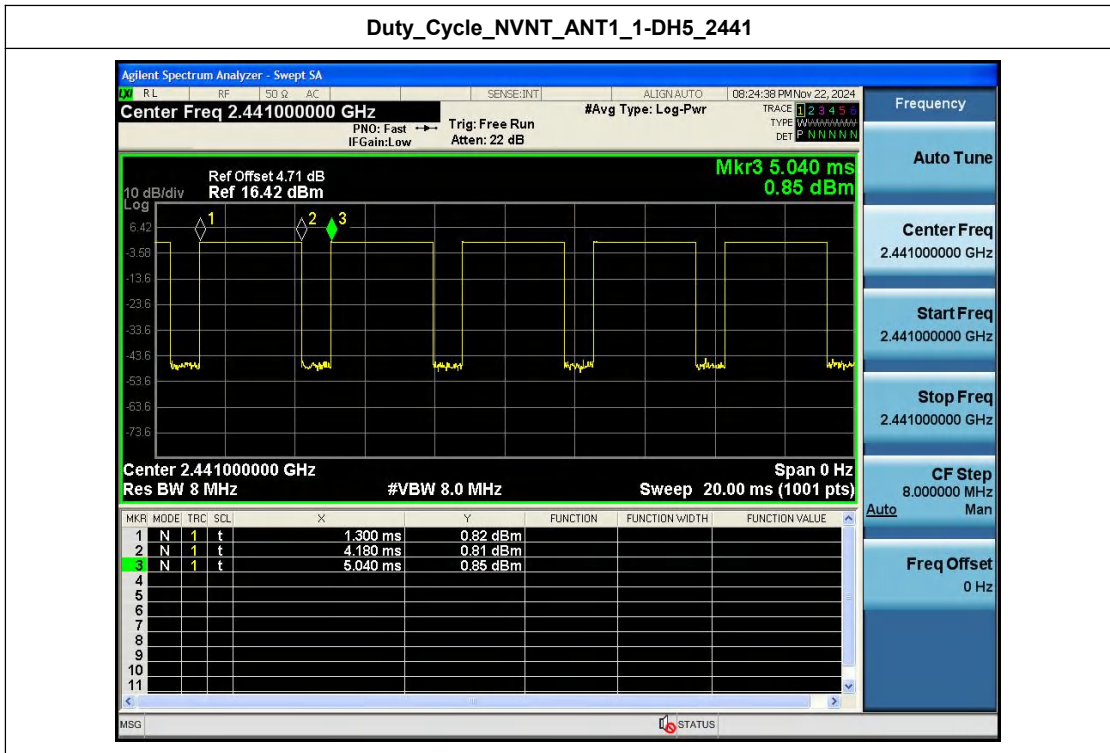 Duty_Cycle_NVNT_ANT1_1-DH5_2441
Agilent Spectrum Analyzer - Swept SA
LXI RL RF 50 Ω AC SENSE:INT ALIGN AUTO 08:24:38 PM Nov 22, 2024
Center Freq 2.441000000 GHz
PNO: Fast
IFGain:Low
Trig: Free Run
Atten: 22 dB
#Avg Type: Log-Pwr
TRACE 1 2 3 4 5 6
TYPE WWWWWW
DET P N N N N N
Mkr3 5.040 ms
0.85 dBm
Ref Offset 4.71 dB
10 dB/div Ref 16.42 dBm
Log
1
2
3
6.42
-3.58
-13.6
-23.6
-33.6
-43.6
-53.6
-63.6
-73.6
Center 2.441000000 GHz Span 0 Hz
Res BW 8 MHz #VBW 8.0 MHz Sweep 20.00 ms (1001 pts)
MKR MODE TRC SCL X Y FUNCTION FUNCTION WIDTH FUNCTION VALUE
1 N 1 t 1.300 ms 0.82 dBm
2 N 1 t 4.180 ms 0.81 dBm
3 N 1 t 5.040 ms 0.85 dBm
4
5
6
7
8
9
10
11
MSG STATUS
Frequency
Auto Tune
Center Freq
2.441000000 GHz
Start Freq
2.441000000 GHz
Stop Freq
2.441000000 GHz
CF Step
8.000000 MHz
Auto Man
Freq Offset
0 Hz